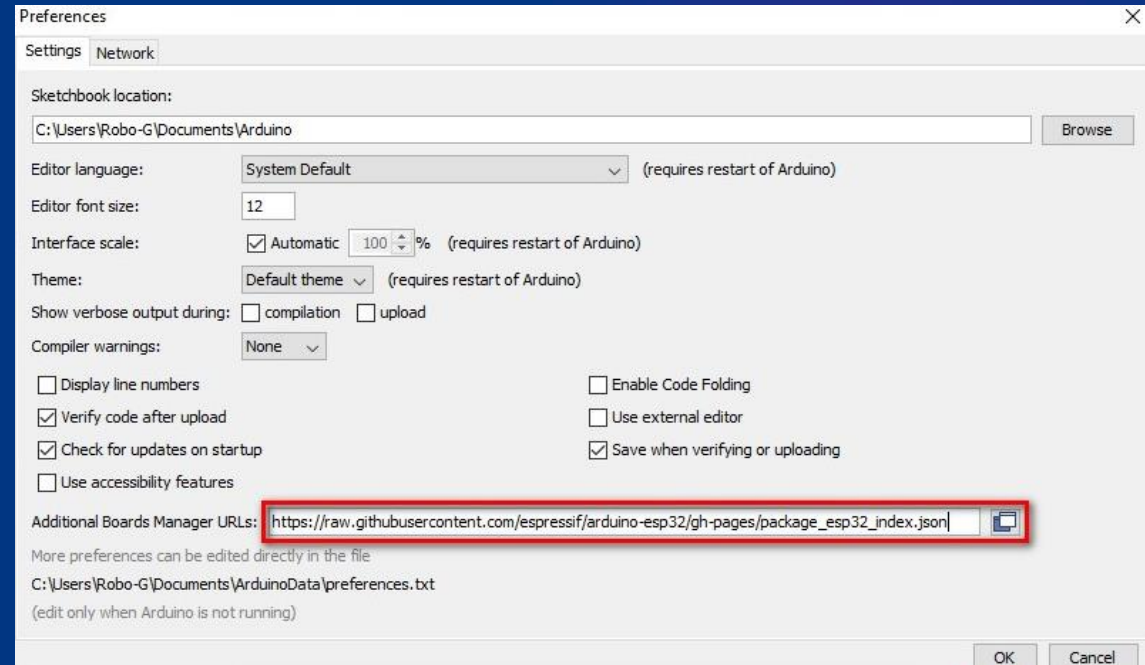 Preferences
Settings Network
Sketchbook location:
C:\Users\Robo-G\Documents\Arduino Browse
Editor language: System Default (requires restart of Arduino)
Editor font size: 12
Interface scale: Automatic 100 % (requires restart of Arduino)
Theme: Default theme (requires restart of Arduino)
Show verbose output during: compilation upload
Compiler warnings: None
Display line numbers Enable Code Folding
Verify code after upload Use external editor
Check for updates on startup Save when verifying or uploading
Use accessibility features
Additional Boards Manager URLs: https://raw.githubusercontent.com/espressif/arduino-esp32/gh-pages/package_esp32_index.json
More preferences can be edited directly in the file
C:\Users\Robo-G\Documents\ArduinoData\preferences.txt
(edit only when Arduino is not running)
OK Cancel